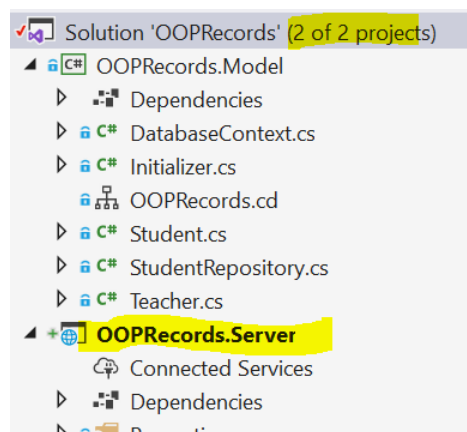 Solution 'OOPRecords' (2 of 2 projects)
C# OOPRecords.Model
Dependencies
C# DatabaseContext.cs
C# Initializer.cs
OOPRecords.cd
C# Student.cs
C# StudentRepository.cs
C# Teacher.cs
OOPRecords.Server
Connected Services
Dependencies